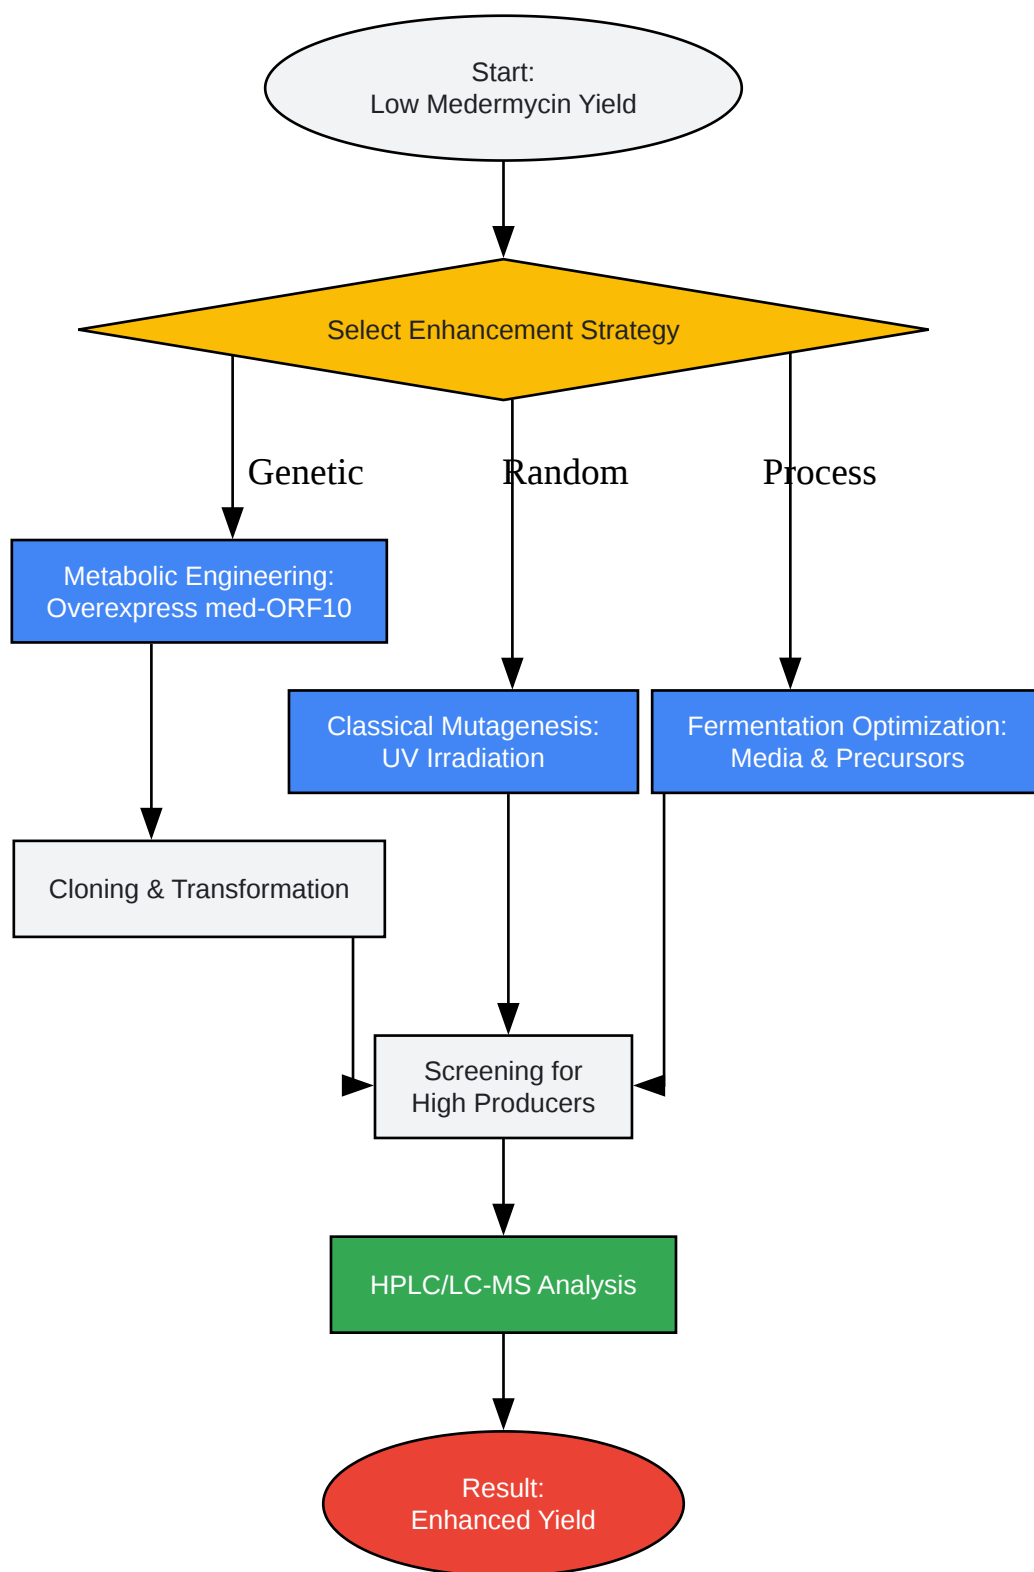 Start:
Low Medermycin Yield
Select Enhancement Strategy
Genetic
Random
Process
Metabolic Engineering:
Overexpress med-ORF10
Classical Mutagenesis:
UV Irradiation
Fermentation Optimization:
Media & Precursors
Cloning & Transformation
Screening for
High Producers
HPLC/LC-MS Analysis
Result:
Enhanced Yield